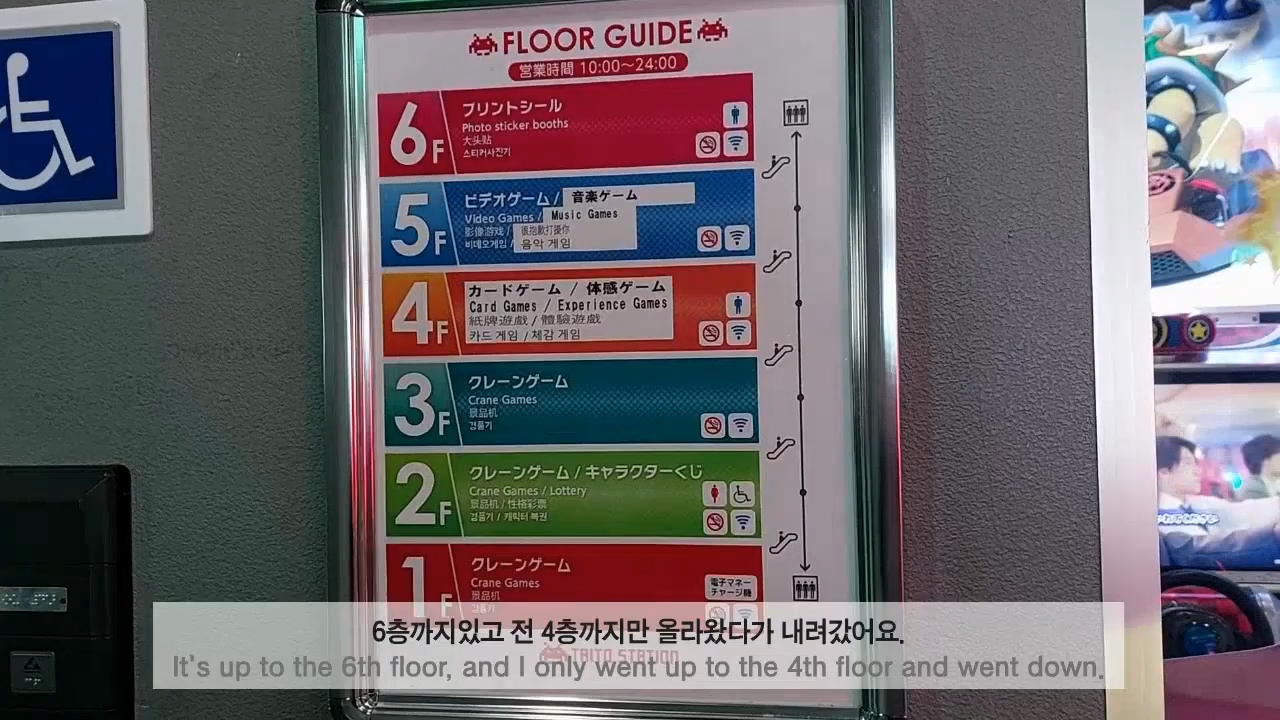 FLOOR GUIDE
営業時間 10:00〜24:00
6F
プリントシール
Photo sticker booths
大头贴
스티커사진기
5F
ビデオゲーム / 音楽ゲーム
Video Games / Music Games
影像游戏 / 很抱歉打擾你
비데오게임 / 음악 게임
4F
カードゲーム / 体感ゲーム
Card Games / Experience Games
紙牌遊戲 / 體驗遊戲
카드 게임 / 체감 게임
3F
クレーンゲーム
Crane Games
景品机
경품기
2F
クレーンゲーム / キャラクターくじ
Crane Games / Lottery
景品机 / 性格彩票
경품기 / 캐릭터 복권
1F
クレーンゲーム
Crane Games
景品机
경품기
電子マネー
チャージ機
TAITO STATION
6층까지있고 전 4층까지만 올라왔다가 내려갔어요.
It's up to the 6th floor, and I only went up to the 4th floor and went down.